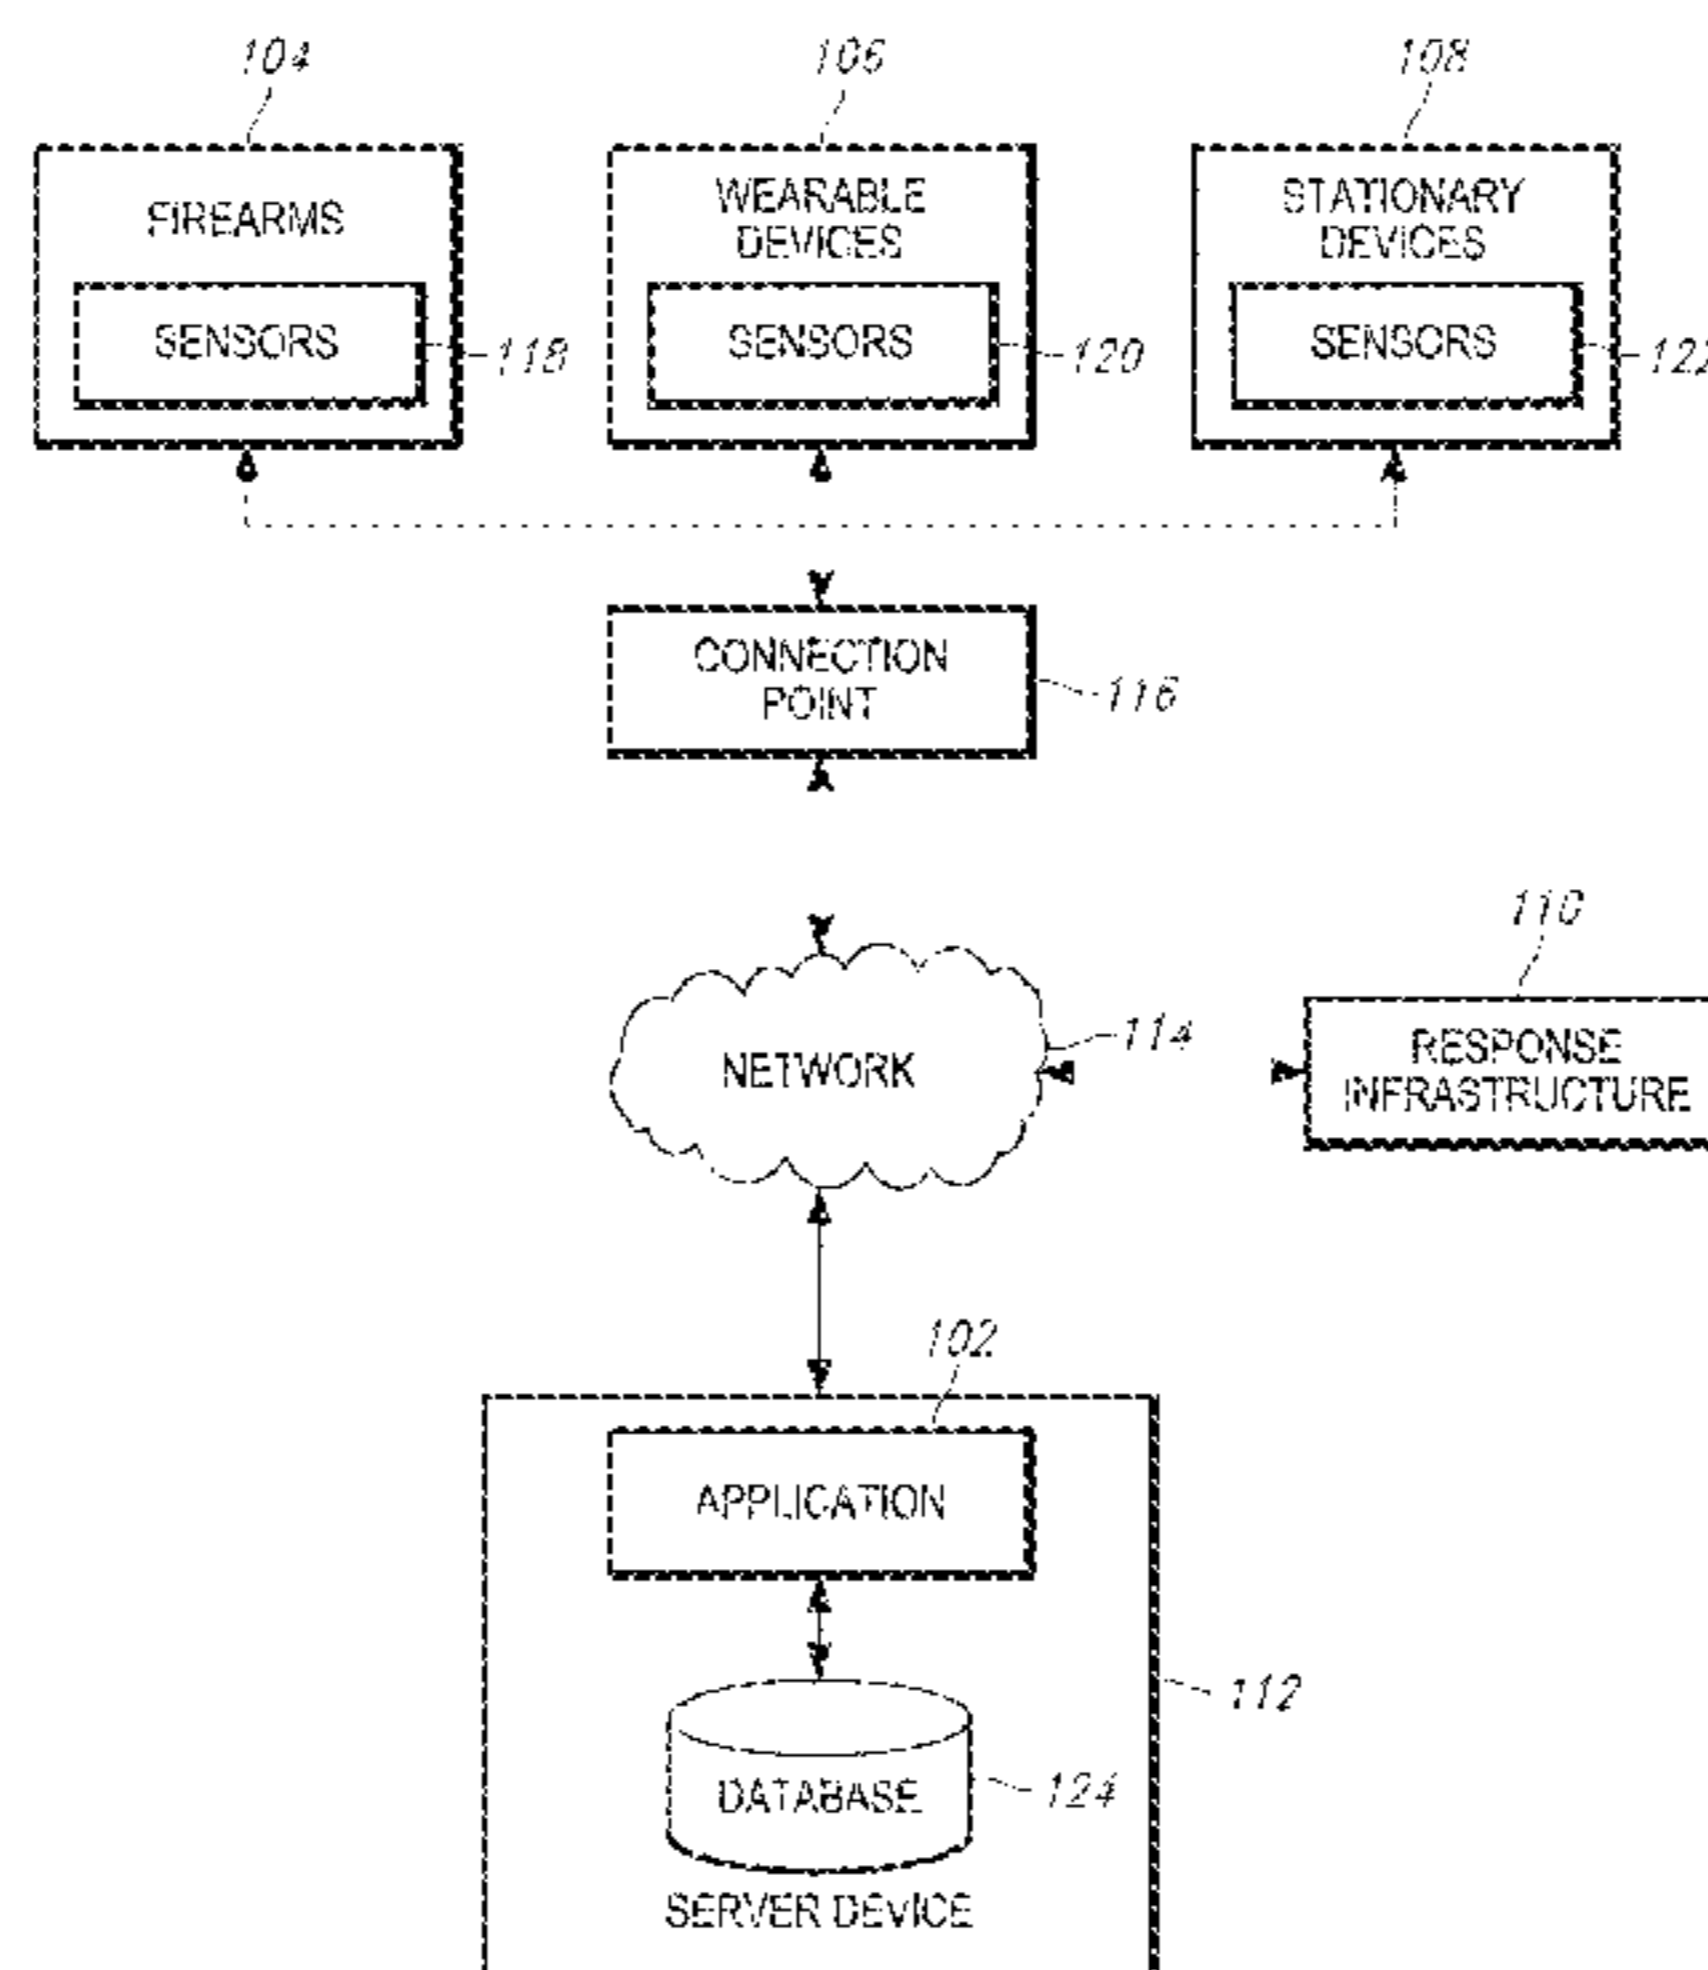 104
106
108
FIREARMS
WEARABLE
DEVICES
STATIONARY
DEVICES
SENSORS
118
SENSORS
120
SENSORS
CONNECTION
POINT
116
110
NETWORK
114
RESPONSE
INFRASTRUCTURE
102
APPLICATION
112
DATABASE
124
SERVER DEVICE